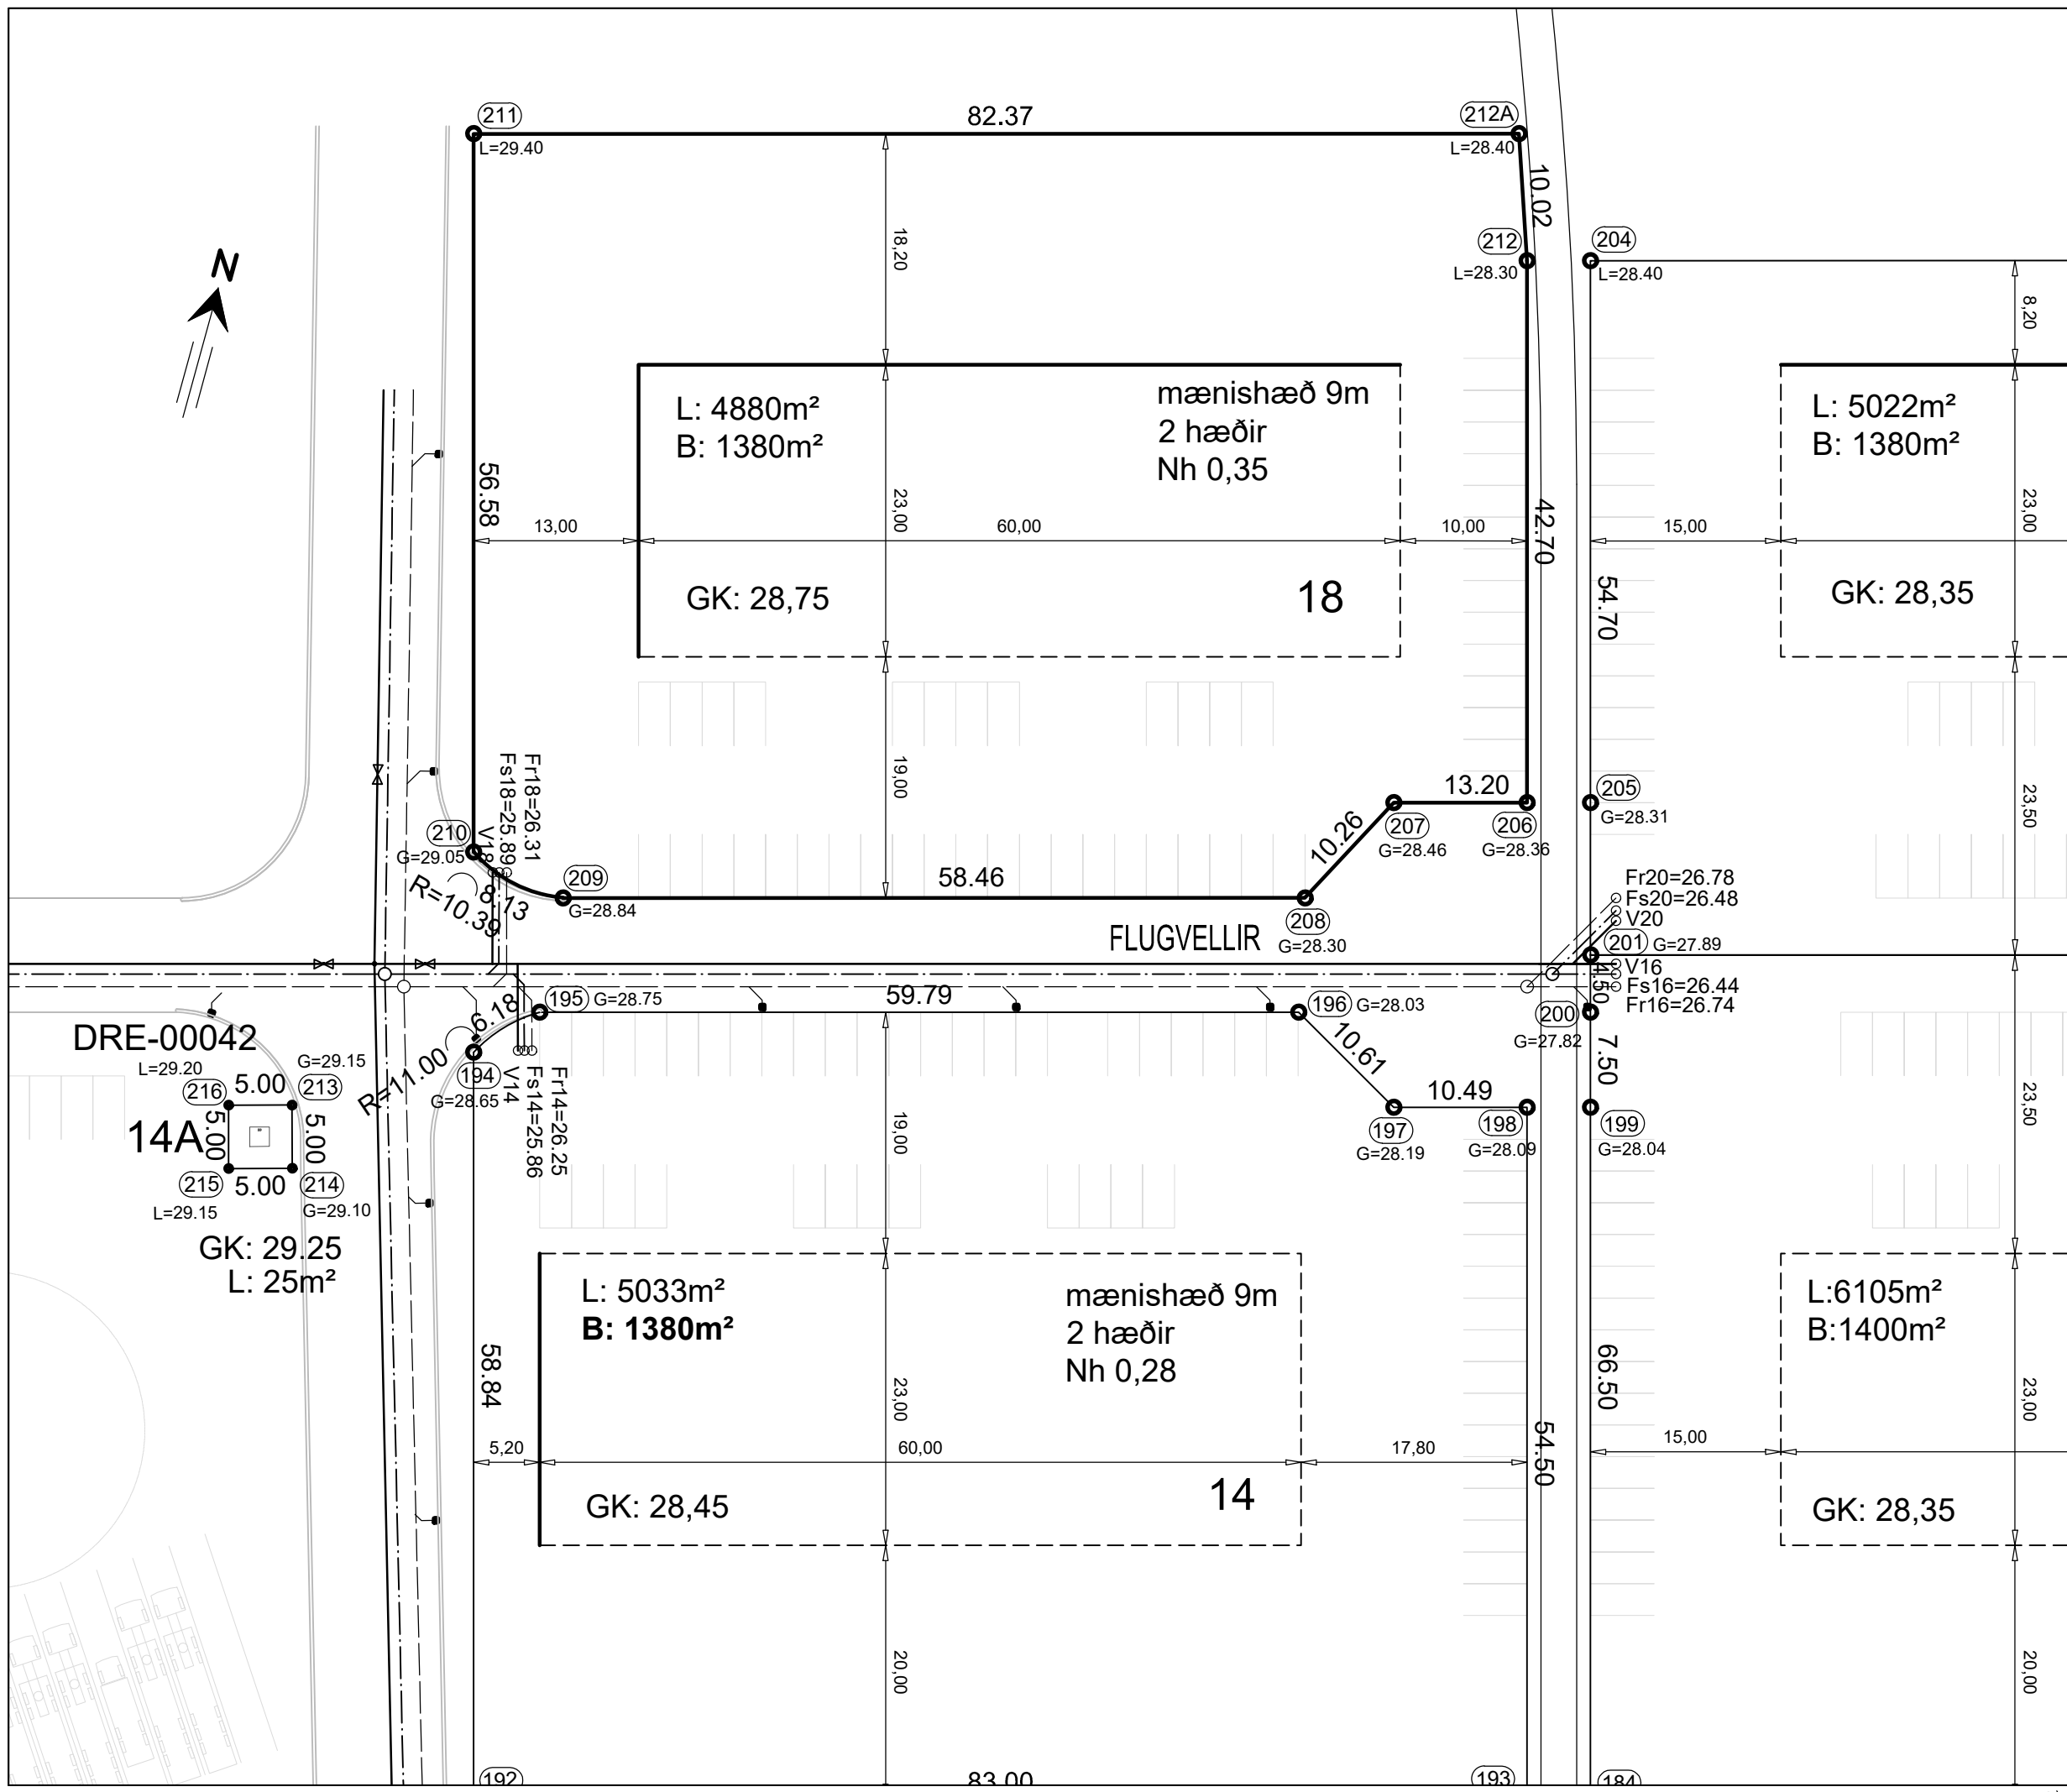 211
82.37
212A
L=29.40
L=28.40
10.02
N
18,20
212
204
L=28.30
L=28.40
8,20
L: 4880m²
B: 1380m²
mænishæð 9m
2 hæðir
Nh 0,35
L: 5022m²
B: 1380m²
56.58
13,00
23,00
60,00
10,00
42.70
15,00
23,00
GK: 28,75
18
54.70
GK: 28,35
Fr18=26.31
Fs18=25.89
V18
19,00
13.20
205
G=28.31
23,50
210
G=29.05
10.26
207
G=28.46
206
G=28.36
R=10.39
8.13
209
G=28.84
58.46
208
G=28.30
FLUGVELLIR
Fr20=26.78
Fs20=26.48
V20
201
G=27.89
V16
Fs16=26.44
Fr16=26.74
4.50
6.18
195
G=28.75
59.79
196
G=28.03
200
G=27.82
DRE-00042
L=29.20
G=29.15
216
5.00
213
5.00
5.00
14A
215
5.00
214
L=29.15
G=29.10
GK: 29.25
L: 25m²
R=11.00
194
G=28.65
V14
Fs14=25.86
Fr14=26.25
19,00
10.61
10.49
197
G=28.19
198
G=28.09
7.50
199
G=28.04
23,50
L: 5033m²
B: 1380m²
mænishæð 9m
2 hæðir
Nh 0,28
L:6105m²
B:1400m²
58.84
5,20
23,00
60,00
17,80
54.50
66.50
15,00
23,00
GK: 28,45
14
GK: 28,35
20,00
20,00
192
83.00
193
184